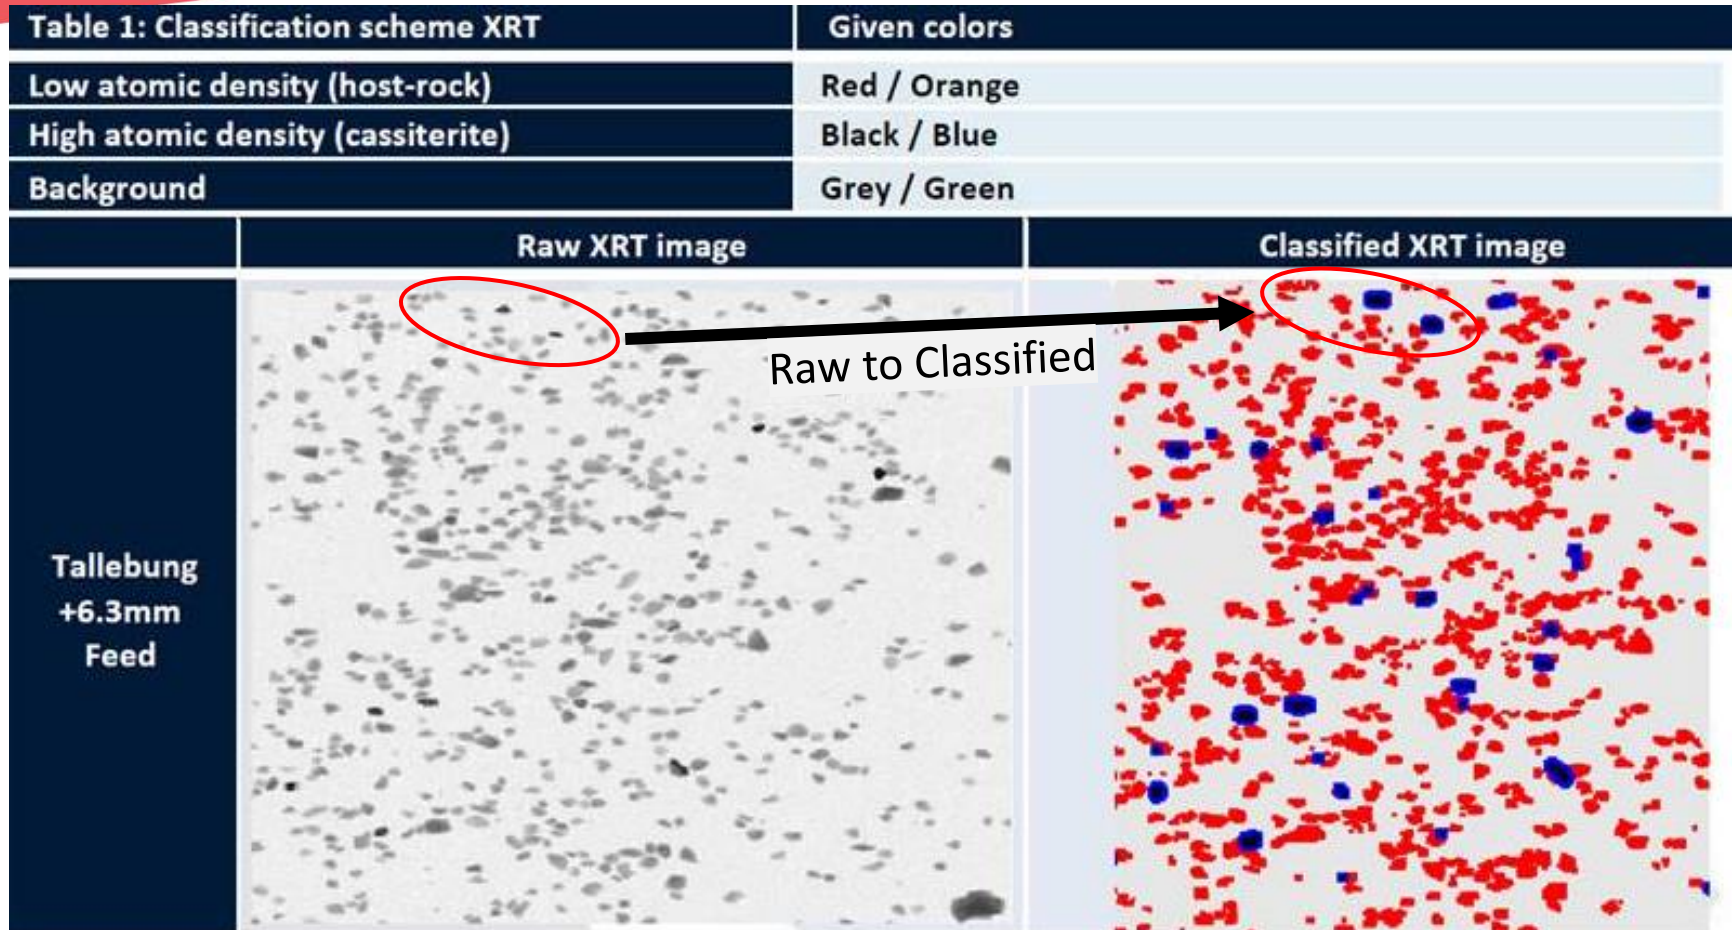 Table 1: Classification scheme XRT
Given colors
Low atomic density (host-rock)
Red / Orange
High atomic density (cassiterite)
Black / Blue
Background
Grey / Green
Raw XRT image
Classified XRT image
Raw to Classified
Tallebung
+6.3mm
Feed